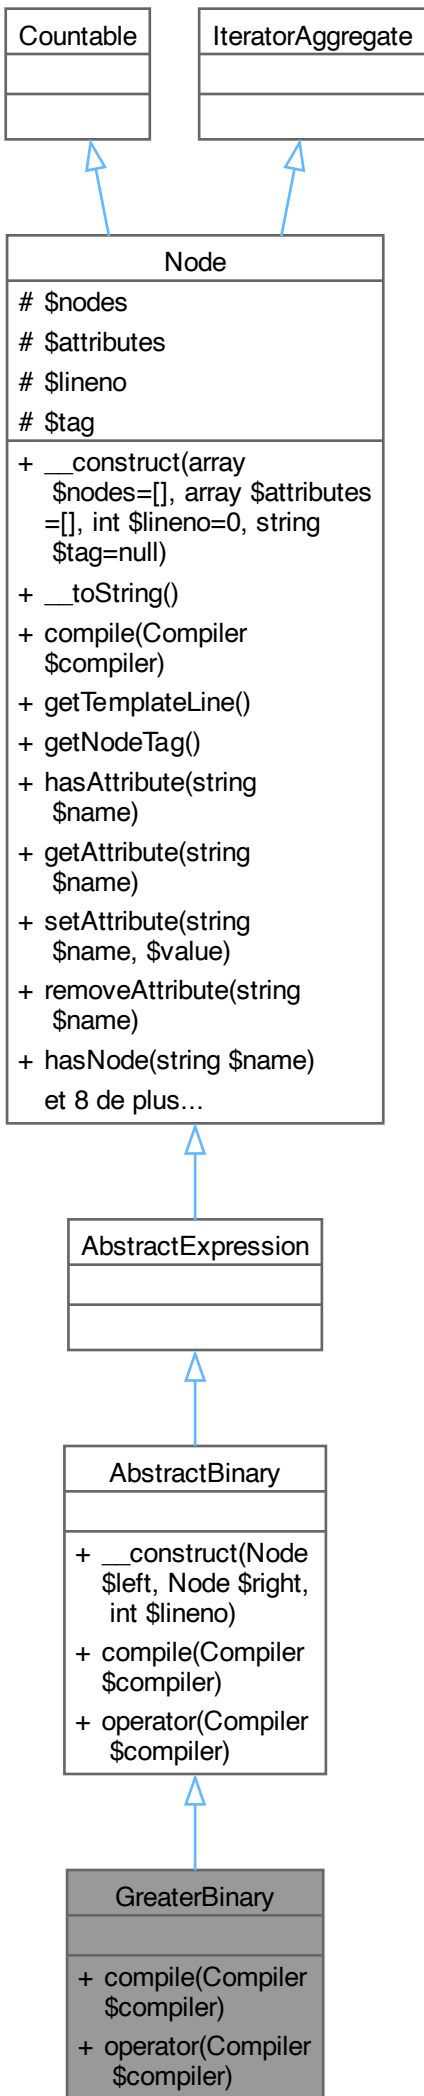 Countable
IteratorAggregate
Node
# $nodes
# $attributes
# $lineno
# $tag
+ __construct(array
$nodes=[], array $attributes
=[], int $lineno=0, string
$tag=null)
+ __toString()
+ compile(Compiler
$compiler)
+ getTemplateLine()
+ getNodeTag()
+ hasAttribute(string
$name)
+ getAttribute(string
$name)
+ setAttribute(string
$name, $value)
+ removeAttribute(string
$name)
+ hasNode(string $name)
et 8 de plus...
AbstractExpression
AbstractBinary
+ __construct(Node
$left, Node $right,
int $lineno)
+ compile(Compiler
$compiler)
+ operator(Compiler
$compiler)
GreaterBinary
+ compile(Compiler
$compiler)
+ operator(Compiler
$compiler)